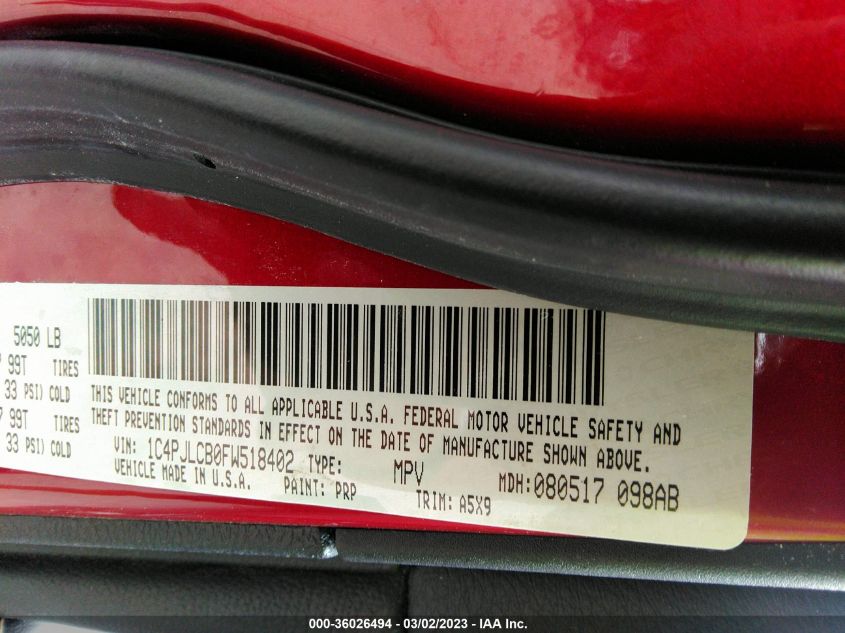 5050 LB
99T TIRES
33 PSI) COLD
99T TIRES
33 PSI) COLD
THIS VEHICLE CONFORMS TO ALL APPLICABLE U.S.A. FEDERAL MOTOR VEHICLE SAFETY AND
THEFT PREVENTION STANDARDS IN EFFECT ON THE DATE OF MANUFACTURE SHOWN ABOVE.
VIN: 1C4PJLCB0FW518402 TYPE: MPV MDH:080517 098AB
VEHICLE MADE IN U.S.A. PAINT: PRP TRIM: A5X9
000-36026494 - 03/02/2023 - IAA Inc.